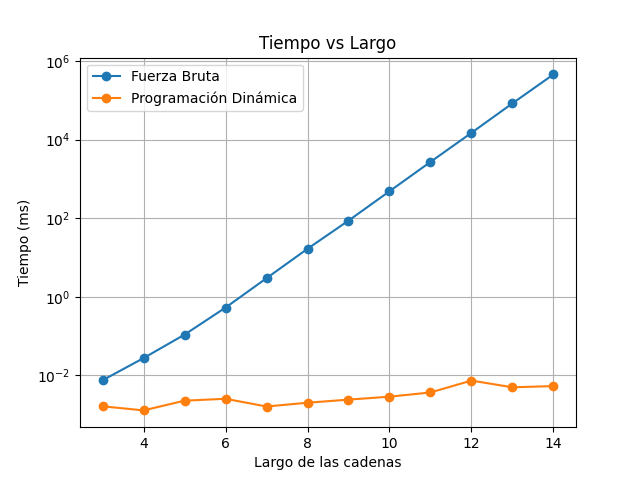 Tiempo vs Largo
Fuerza Bruta
Programación Dinámica
Tiempo (ms)
10^6
10^4
10^2
10^0
10^−2
4 6 8 10 12 14
Largo de las cadenas